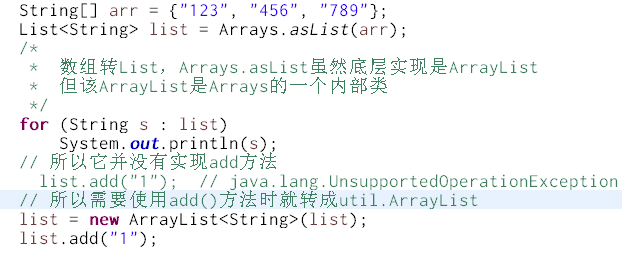 String[] arr = {"123", "456", "789"};
List<String> list = Arrays.asList(arr);
/*
 * 数组转List，Arrays.asList虽然底层实现是ArrayList
 * 但该ArrayList是Arrays的一个内部类
 */
for (String s : list)
    System.out.println(s);
// 所以它并没有实现add方法
  list.add("1");  // java.lang.UnsupportedOperationException
// 所以需要使用add()方法时就转成util.ArrayList
list = new ArrayList<String>(list);
list.add("1");